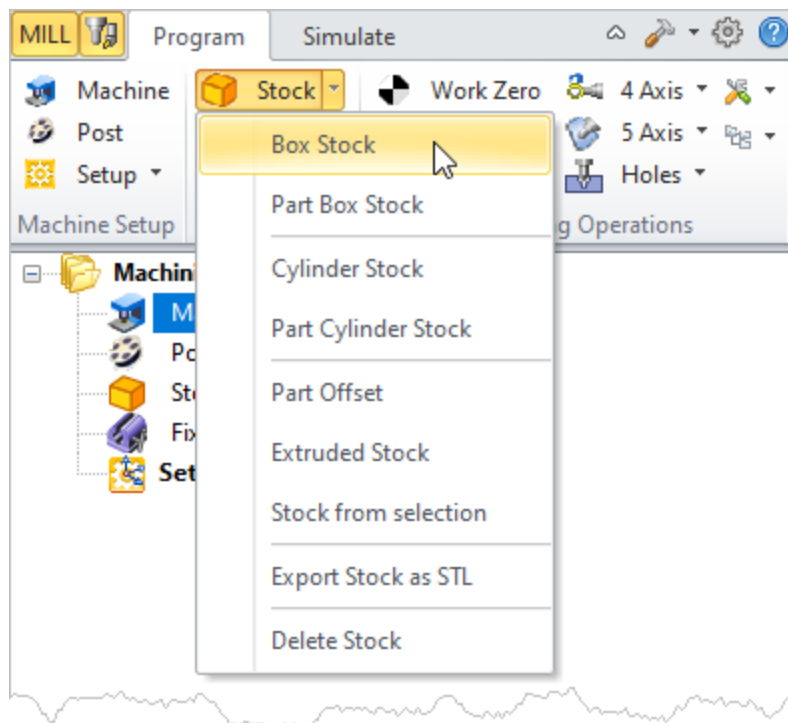 MILL Program Simulate
Machine Stock Work Zero 4 Axis
Post 5 Axis
Setup Holes
Machine Setup g Operations
Box Stock
Part Box Stock
Cylinder Stock
Part Cylinder Stock
Part Offset
Extruded Stock
Stock from selection
Export Stock as STL
Delete Stock
Machini
M
Po
Sto
Fix
Set